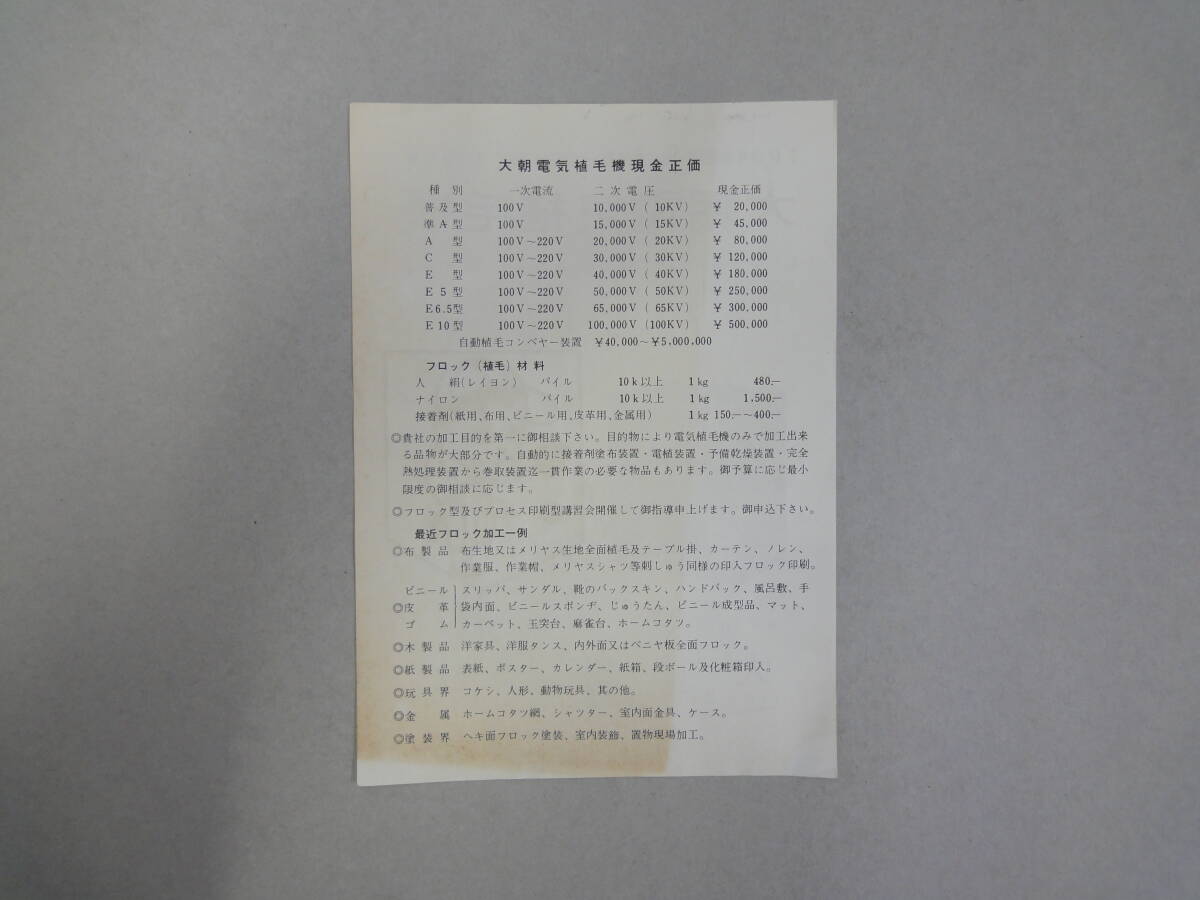 大朝電気植毛機現金正価
種別 一次電流 二次電圧 現金正価
普及型 100V 10,000V ( 10KV) ¥ 20,000
準A型 100V 15,000V ( 15KV) ¥ 45,000
A 型 100V～220V 20,000V ( 20KV) ¥ 80,000
C 型 100V～220V 30,000V ( 30KV) ¥ 120,000
E 型 100V～220V 40,000V ( 40KV) ¥ 180,000
E 5 型 100V～220V 50,000V ( 50KV) ¥ 250,000
E6.5型 100V～220V 65,000V ( 65KV) ¥ 300,000
E 10型 100V～220V 100,000V (100KV) ¥ 500,000
自動植毛コンベヤー装置 ¥40,000～¥5,000,000
フロック(植毛)材料
人絹(レイヨン) パイル 10k以上 1kg 480.—
ナイロン パイル 10k以上 1kg 1,500.—
接着剤(紙用、布用、ビニール用、皮革用、金属用) 1kg 150.—～400.—
◎貴社の加工目的を第一に御相談下さい。目的物により電気植毛機のみで加工出来
る品物が大部分です。自動的に接着剤塗布装置・電植装置・予備乾燥装置・完全
熱処理装置から巻取装置迄一貫作業の必要な物品もあります。御予算に応じ最小
限度の御相談に応じます。
◎フロック型及びプロセス印刷型講習会開催して御指導申上げます。御申込下さい。
最近フロック加工一例
◎布製品 布生地又はメリヤス生地全面植毛及テーブル掛、カーテン、ノレン、
作業服、作業帽、メリヤスシャツ等刺しゅう同様の印入フロック印刷。
ビニール スリッパ、サンダル、靴のバックスキン、ハンドバック、風呂敷、手
◎皮革 袋内面、ビニールスポンヂ、じゅうたん、ビニール成型品、マット、
ゴム カーペット、玉突台、麻雀台、ホームコタツ。
◎木製品 洋家具、洋服タンス、内外面又はベニヤ板全面フロック。
◎紙製品 表紙、ポスター、カレンダー、紙箱、段ボール及化粧箱印入。
◎玩具界 コケシ、人形、動物玩具、其の他。
◎金属 ホームコタツ網、シャツター、室内面金具、ケース。
◎塗装界 ヘキ面フロック塗装、室内装飾、置物現場加工。